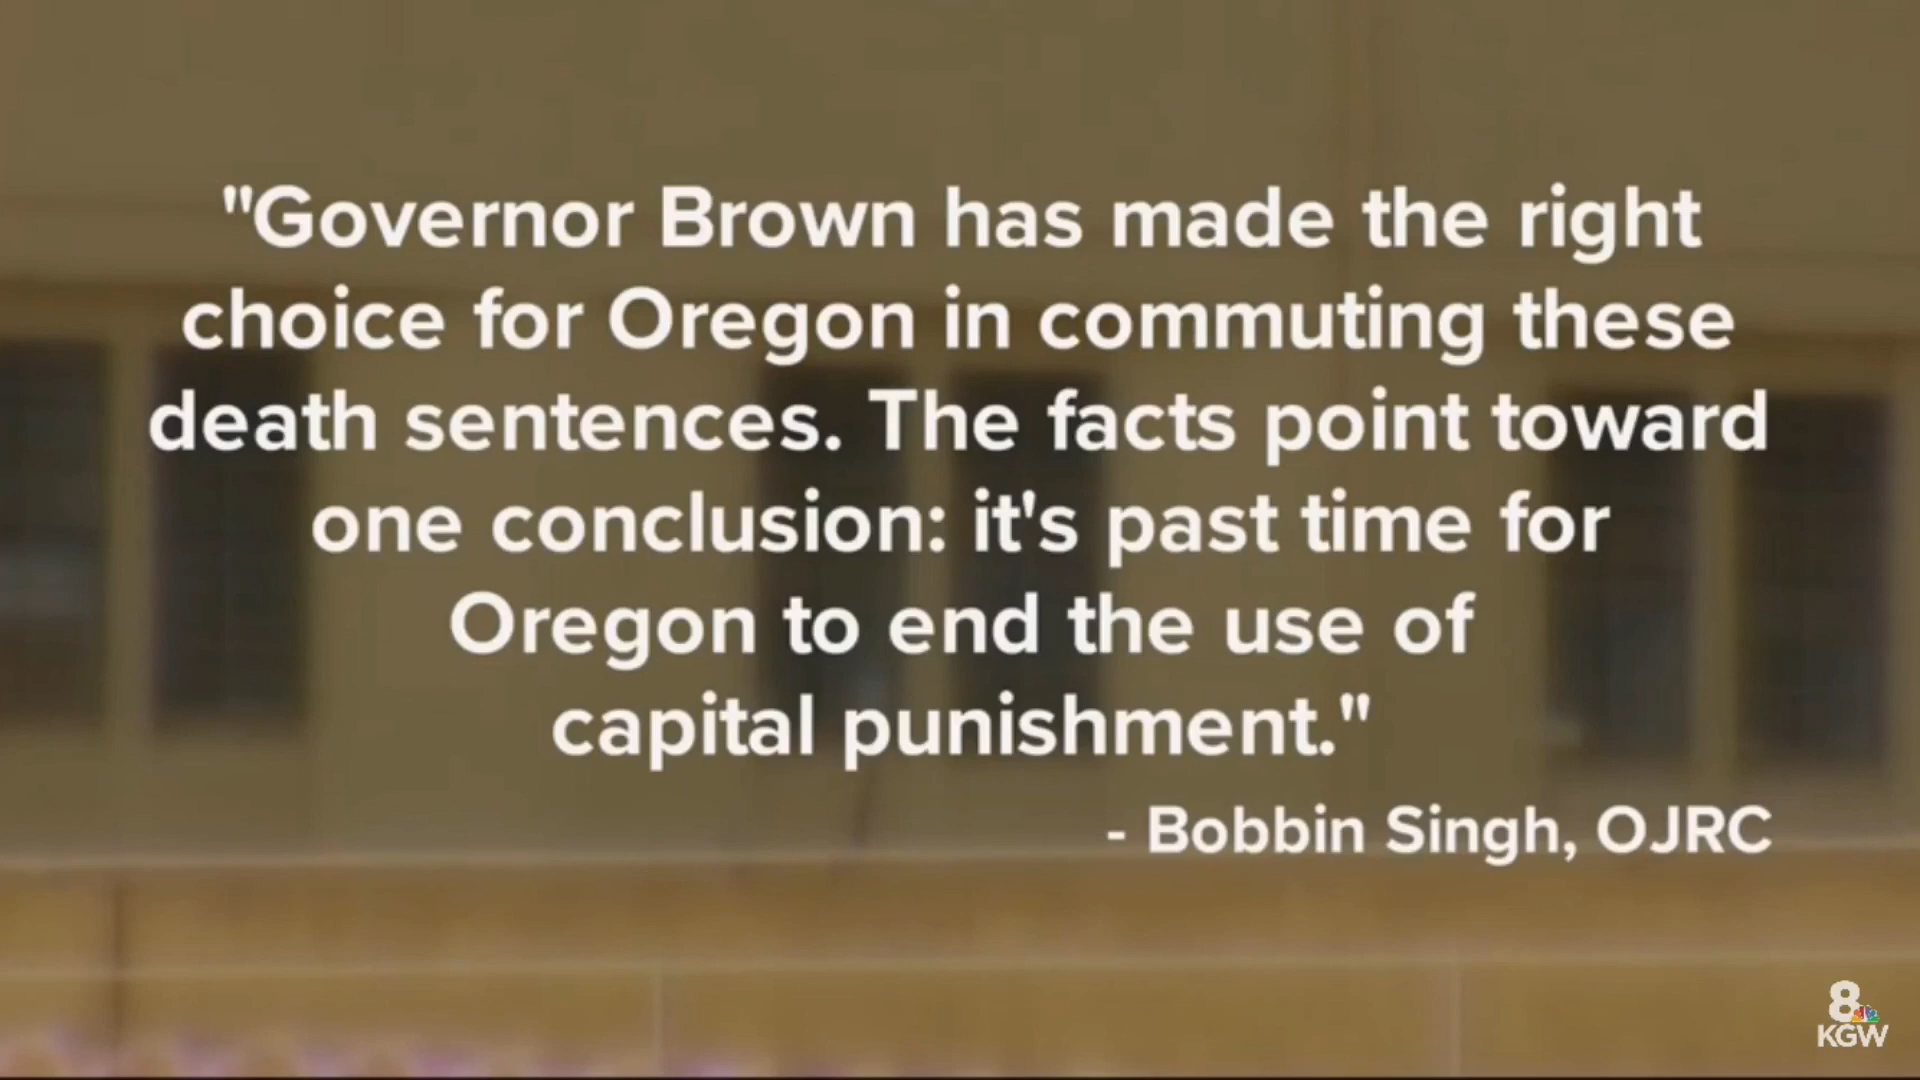 "Governor Brown has made the right
choice for Oregon in commuting these
death sentences. The facts point toward
one conclusion: it's past time for
Oregon to end the use of
capital punishment."
- Bobbin Singh, OJRC
8
KGW